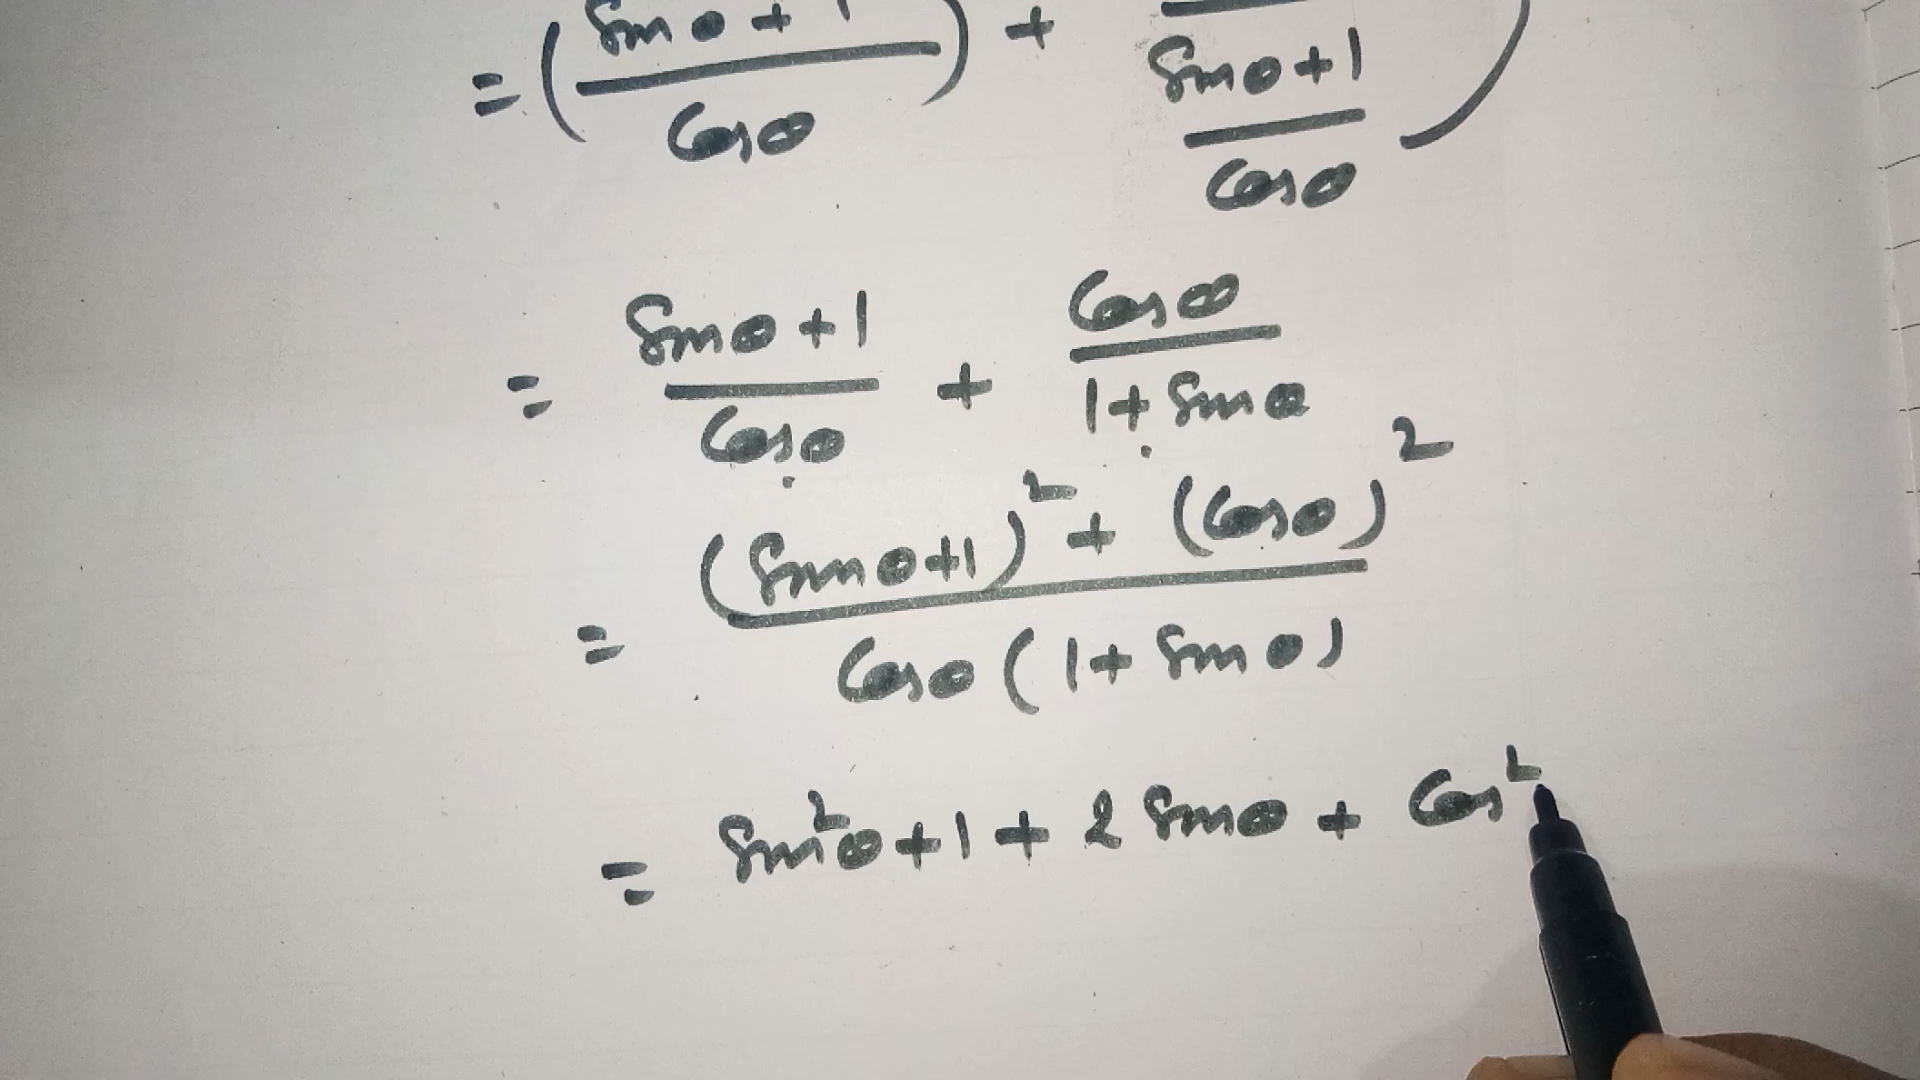 = (sinθ + 1 / cosθ) + ( / (sinθ+1 / cosθ))
= sinθ+1 / cosθ + cosθ / 1+sinθ
= (sinθ+1)² + (cosθ)² / cosθ(1+sinθ)
= sin²θ+1+2 sinθ + cos²